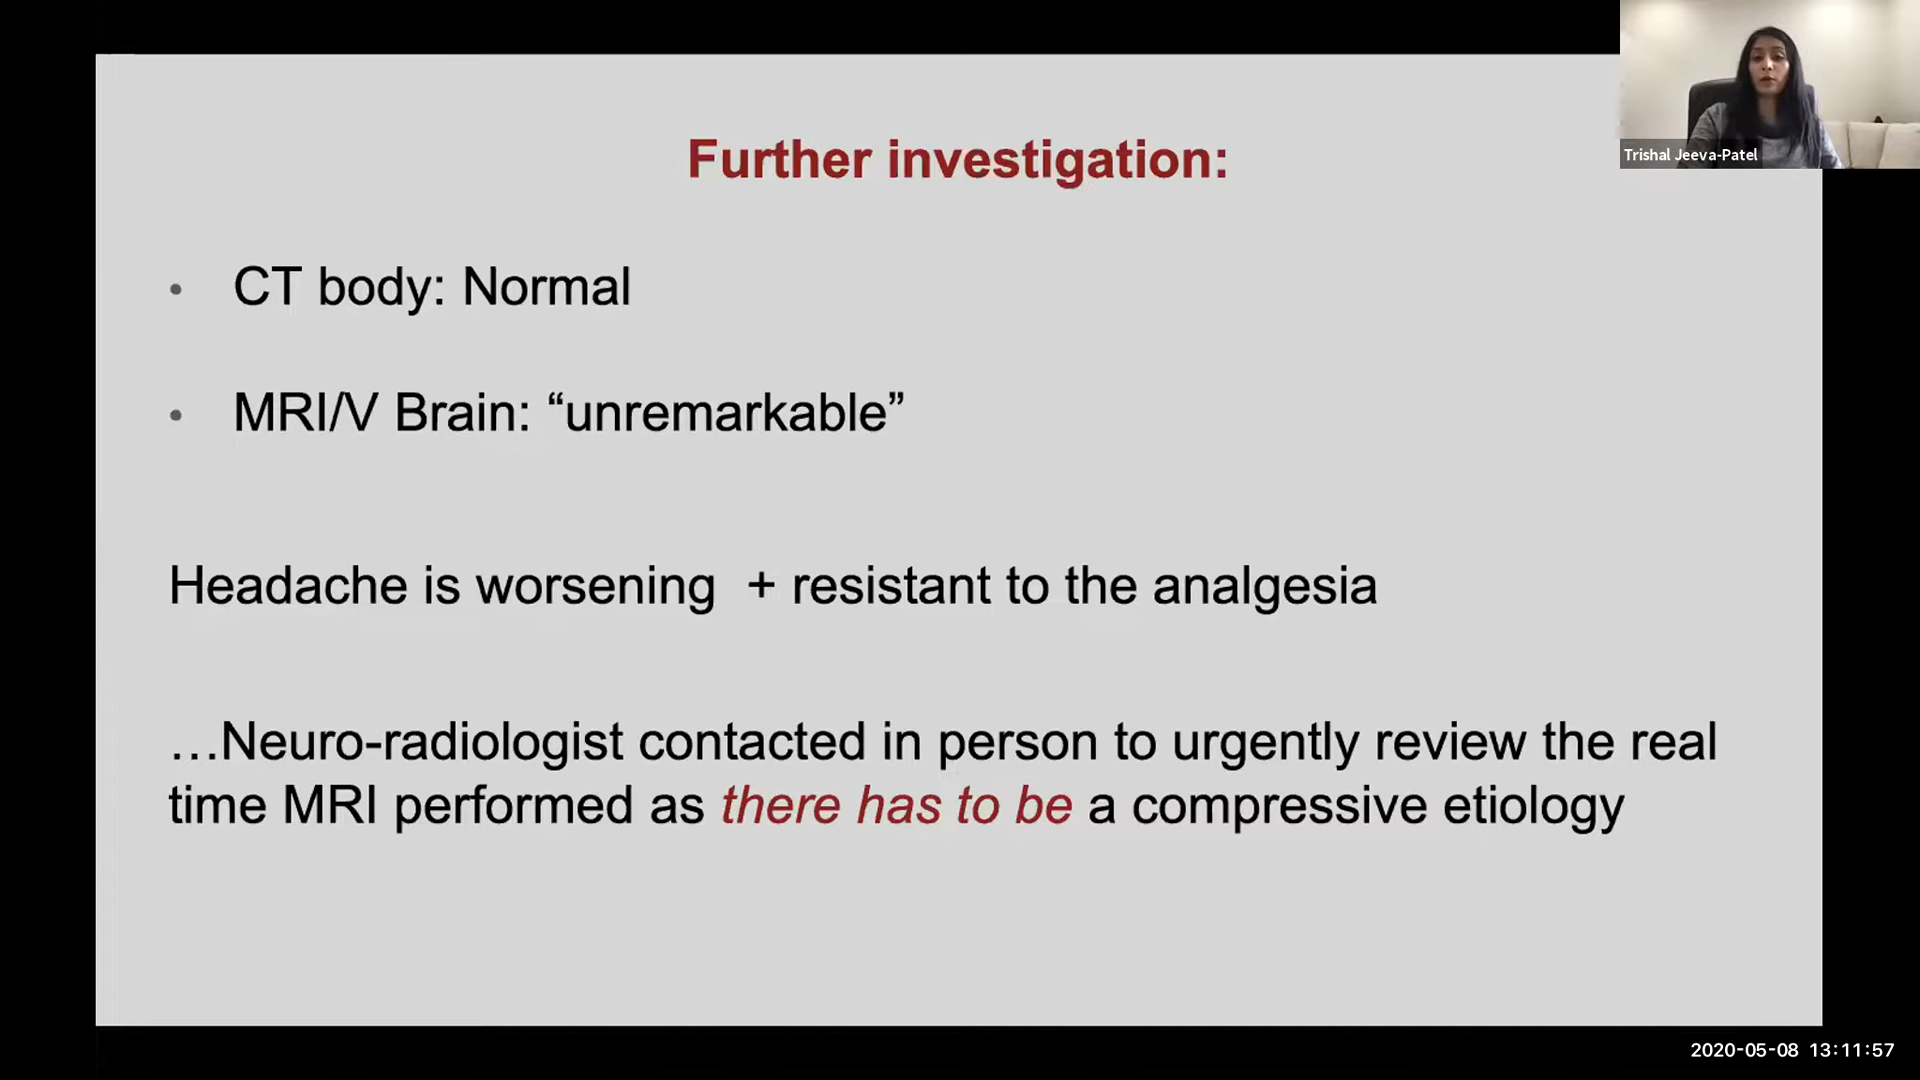 Trishal Jeeva-Patel
Further investigation:
• CT body: Normal
• MRI/V Brain: “unremarkable”
Headache is worsening  + resistant to the analgesia
…Neuro-radiologist contacted in person to urgently review the real
time MRI performed as there has to be a compressive etiology
2020-05-08 13:11:57